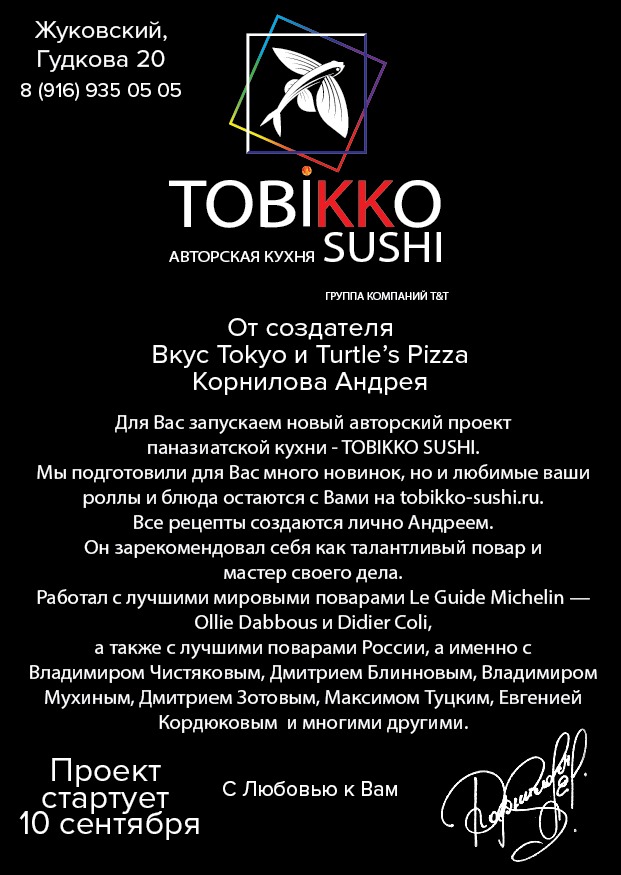 Жуковский,
Гудкова 20
8 (916) 935 05 05
TOBIKKO
АВТОРСКАЯ КУХНЯ SUSHI
ГРУППА КОМПАНИЙ T&T
От создателя
Вкус Tokyo и Turtle’s Pizza
Корнилова Андрея
Для Вас запускаем новый авторский проект
паназиатской кухни - TOBIKKO SUSHI.
Мы подготовили для Вас много новинок, но и любимые ваши
роллы и блюда остаются с Вами на tobikko-sushi.ru.
Все рецепты создаются лично Андреем.
Он зарекомендовал себя как талантливый повар и
мастер своего дела.
Работал с лучшими мировыми поварами Le Guide Michelin —
Ollie Dabbous и Didier Coli,
а также с лучшими поварами России, а именно с
Владимиром Чистяковым, Дмитрием Блинновым, Владимиром
Мухиным, Дмитрием Зотовым, Максимом Туцким, Евгенией
Кордюковым и многими другими.
Проект
стартует
10 сентября
С Любовью к Вам